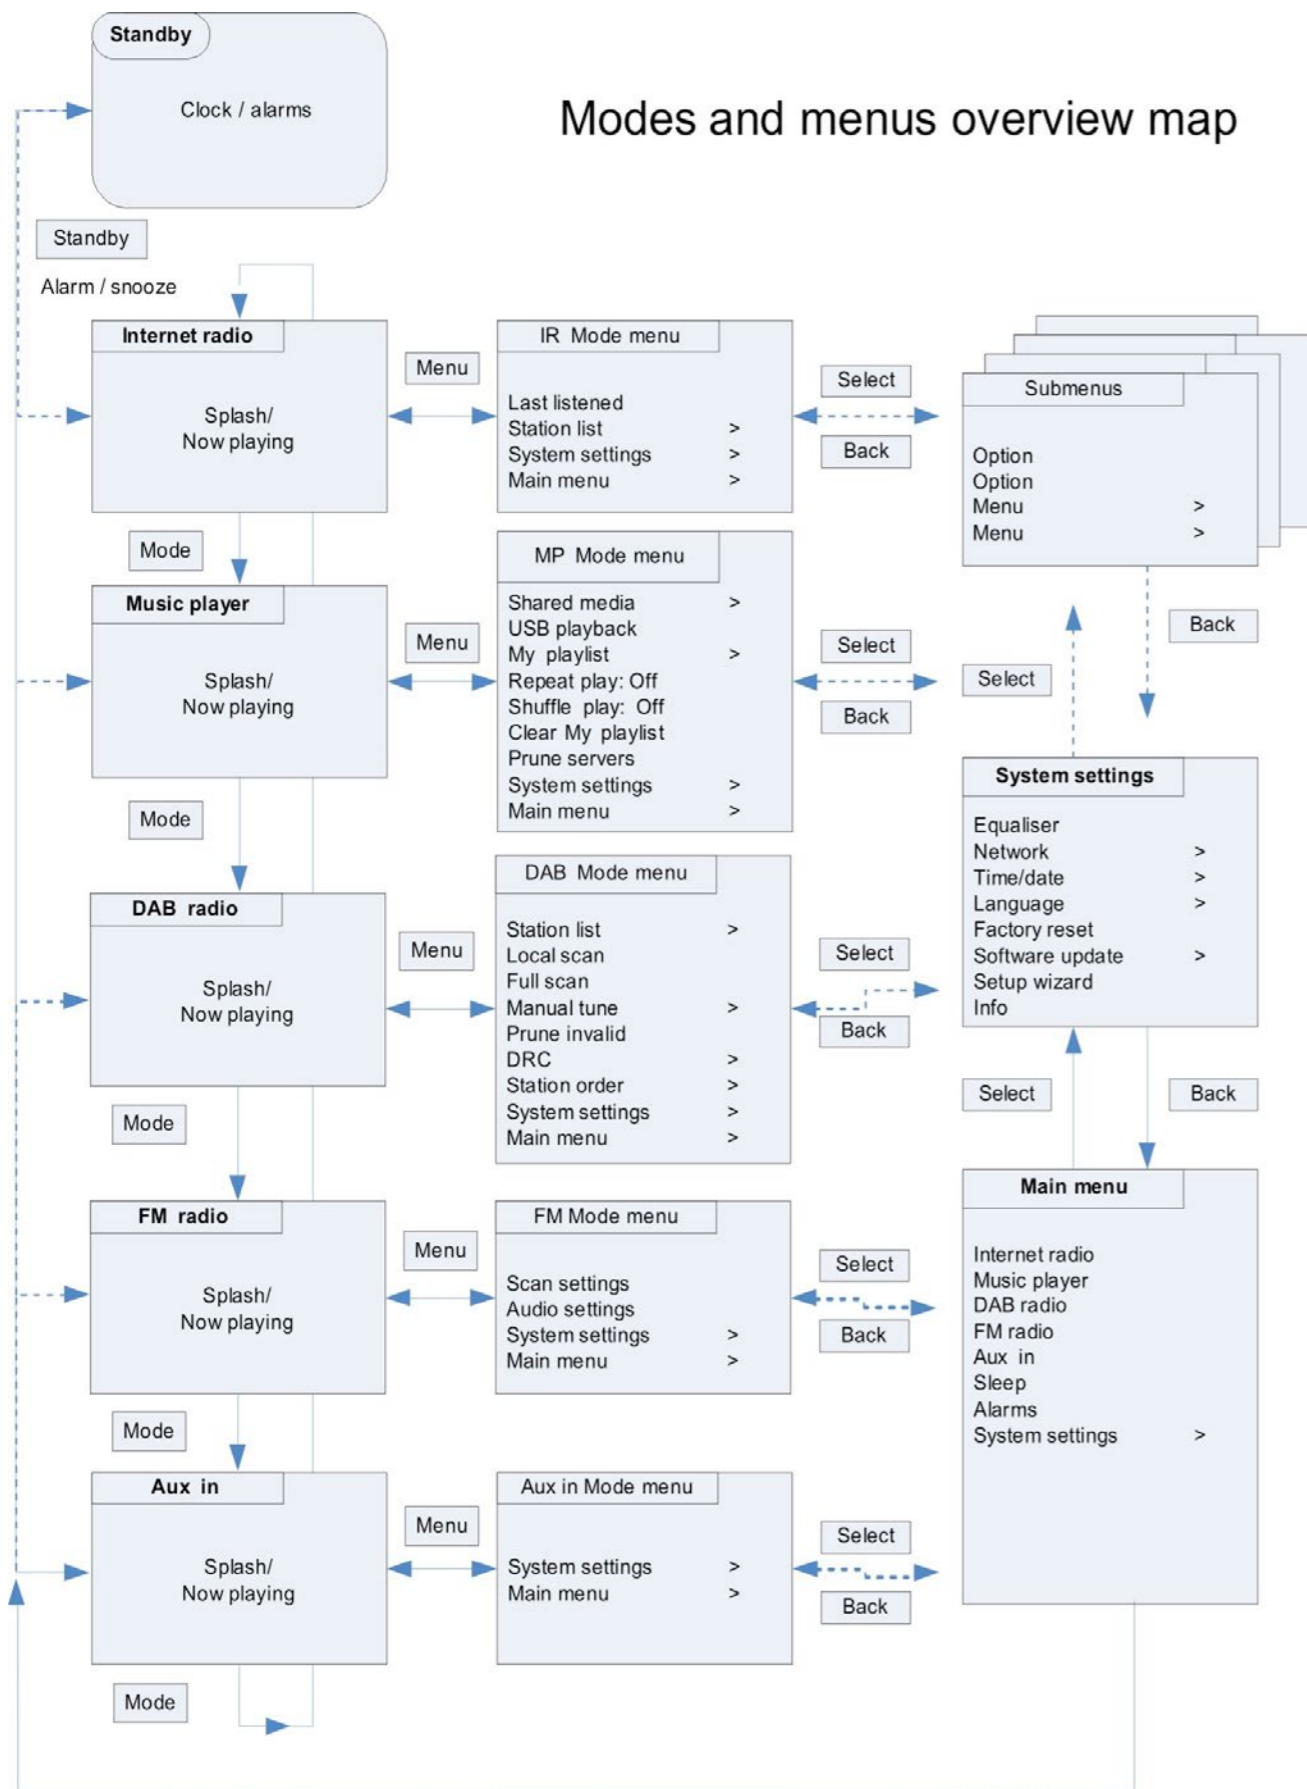 Modes and menus overview map
Standby
Clock / alarms
Standby
Alarm / snooze
Internet radio
Splash/
Now playing
Menu
IR Mode menu
Last listened
Station list >
System settings >
Main menu >
Select
Back
Submenus
Option
Option
Menu >
Menu >
Mode
Music player
Splash/
Now playing
Menu
MP Mode menu
Shared media >
USB playback
My playlist >
Repeat play: Off
Shuffle play: Off
Clear My playlist
Prune servers
System settings >
Main menu >
Select
Back
Select
Back
System settings
Equaliser
Network >
Time/date >
Language >
Factory reset
Software update >
Setup wizard
Info
Mode
DAB radio
Splash/
Now playing
Menu
DAB Mode menu
Station list >
Local scan
Full scan
Manual tune >
Prune invalid
DRC >
Station order >
System settings >
Main menu >
Select
Back
Select
Back
Main menu
Internet radio
Music player
DAB radio
FM radio
Aux in
Sleep
Alarms
System settings >
Mode
FM radio
Splash/
Now playing
Menu
FM Mode menu
Scan settings
Audio settings
System settings >
Main menu >
Select
Back
Mode
Aux in
Splash/
Now playing
Menu
Aux in Mode menu
System settings >
Main menu >
Select
Back
Mode